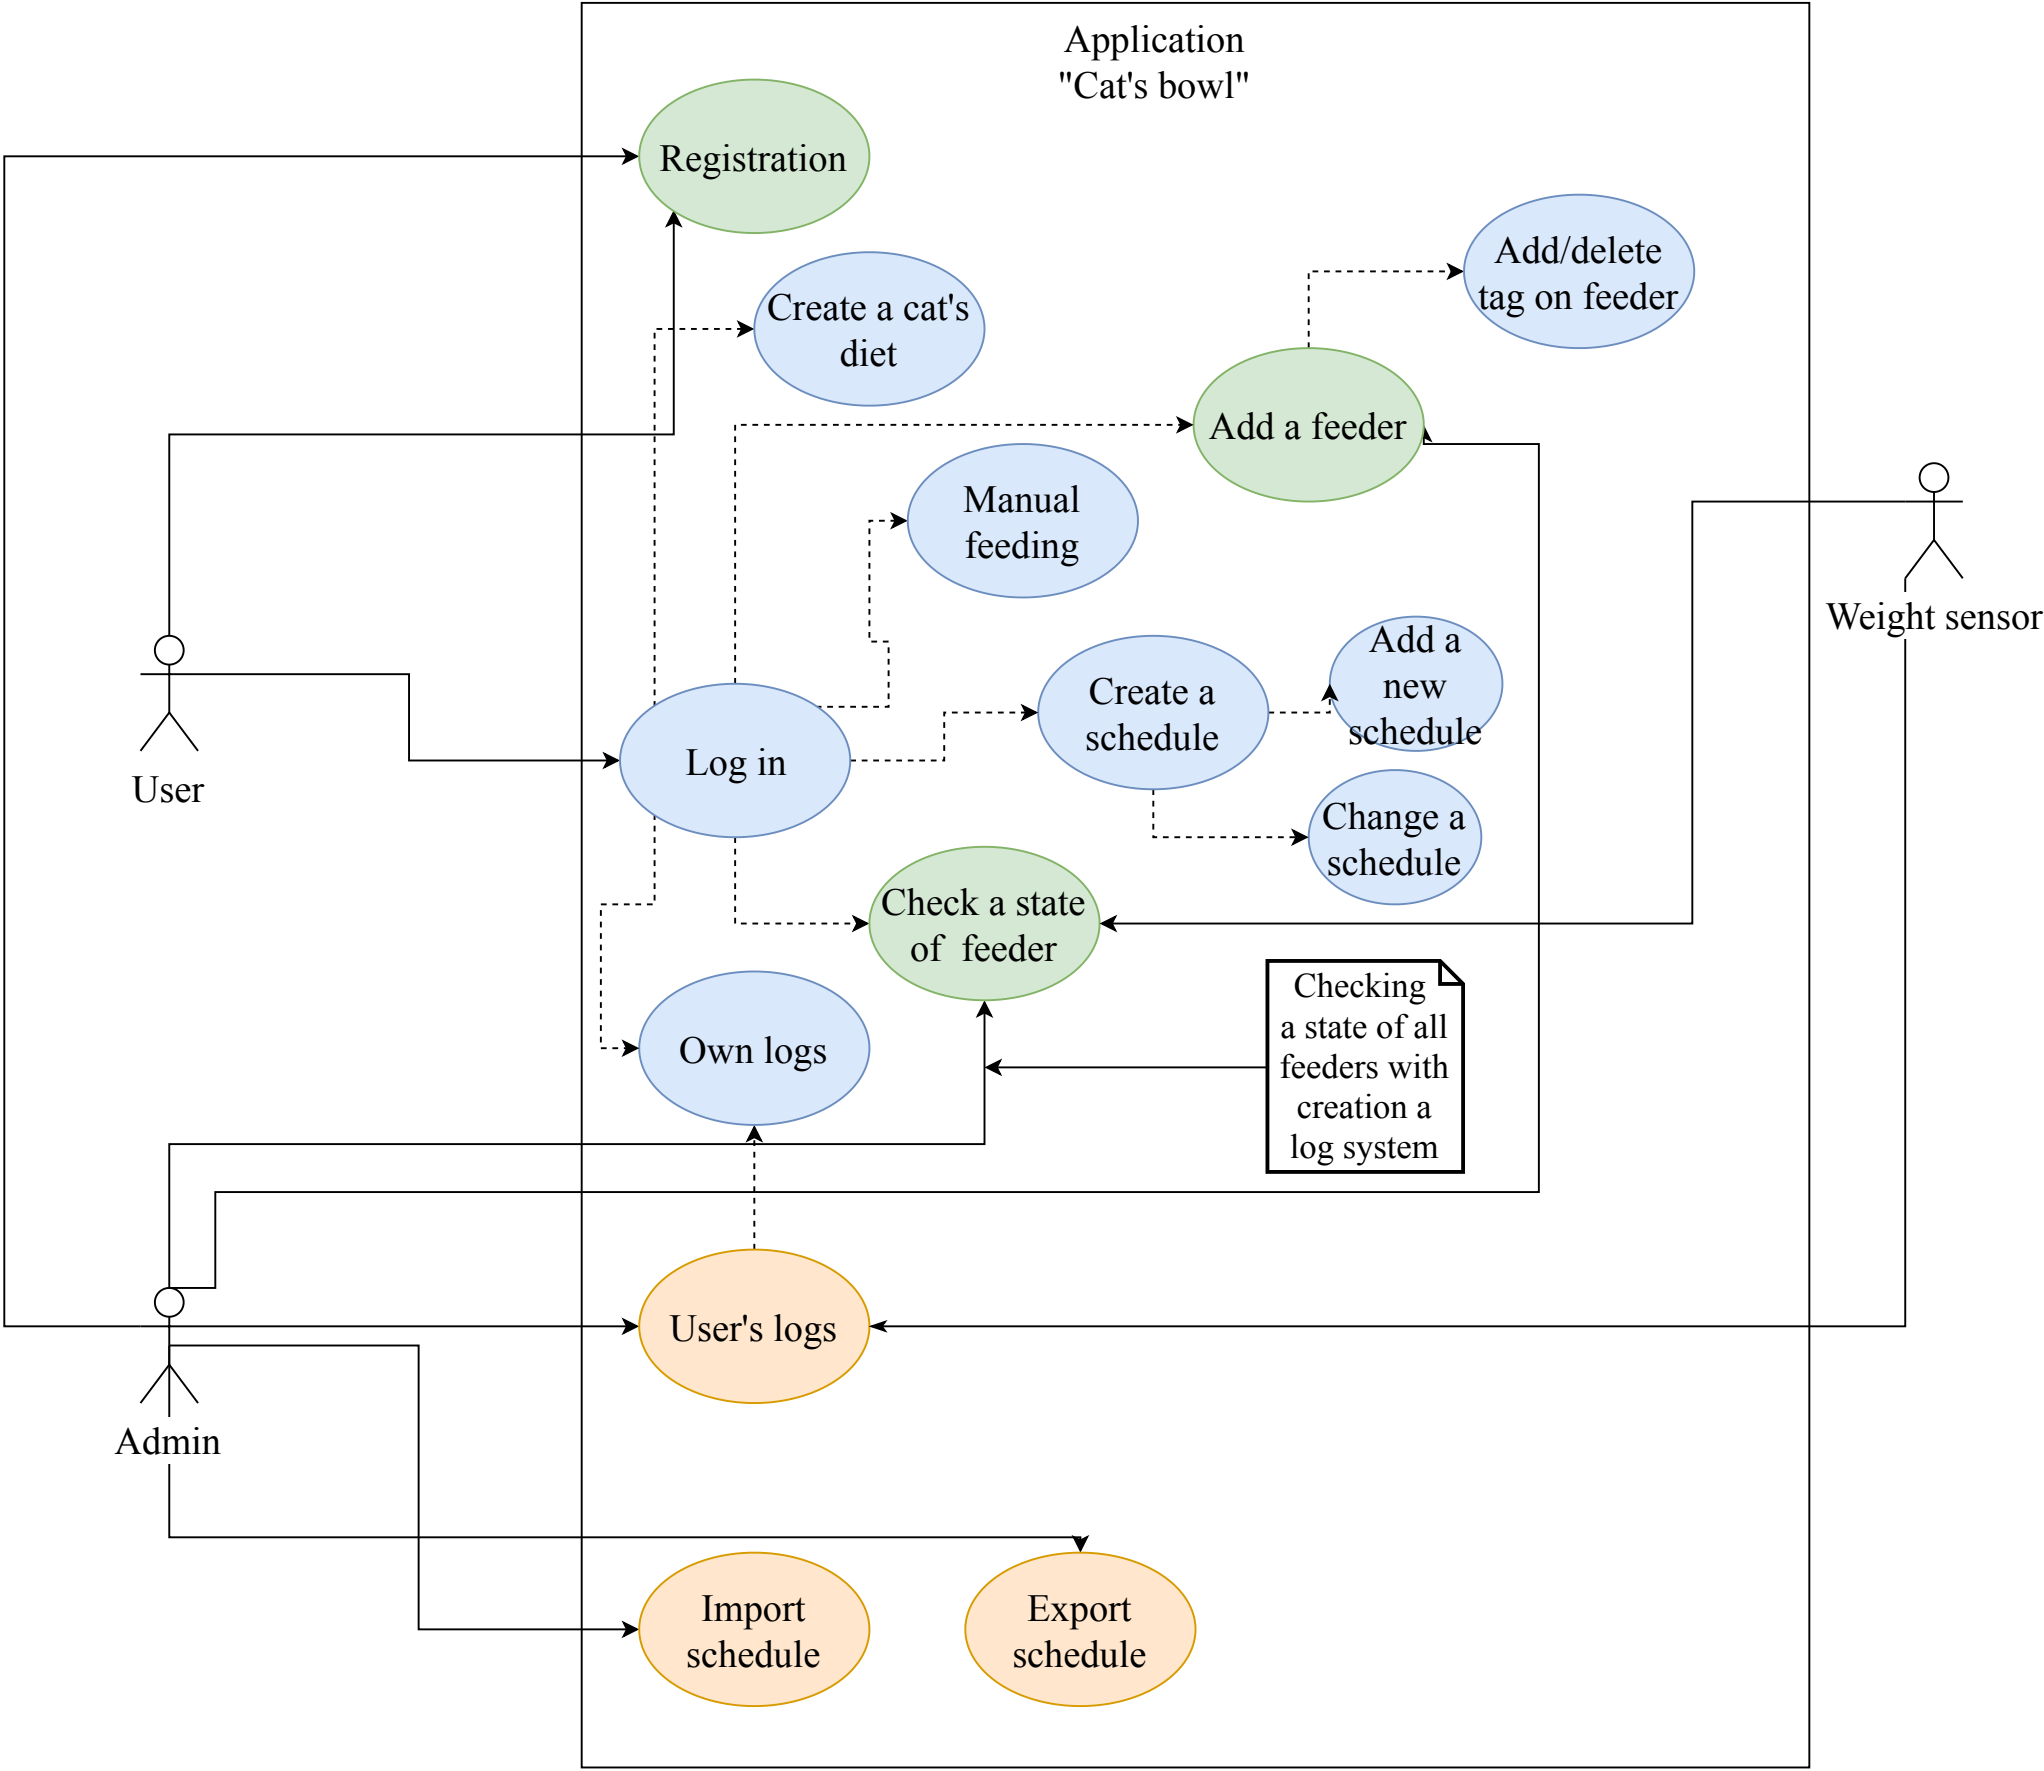 Application
"Cat's bowl"
Registration
Add/delete
tag on feeder
Create a cat's
diet
Add a feeder
Manual
feeding
Weight sensor
Add a
new
schedule
Create a
schedule
User
Log in
Change a
schedule
Check a state
of  feeder
Checking
a state of all
feeders with
creation a
log system
Own logs
User's logs
Admin
Import
schedule
Export
schedule